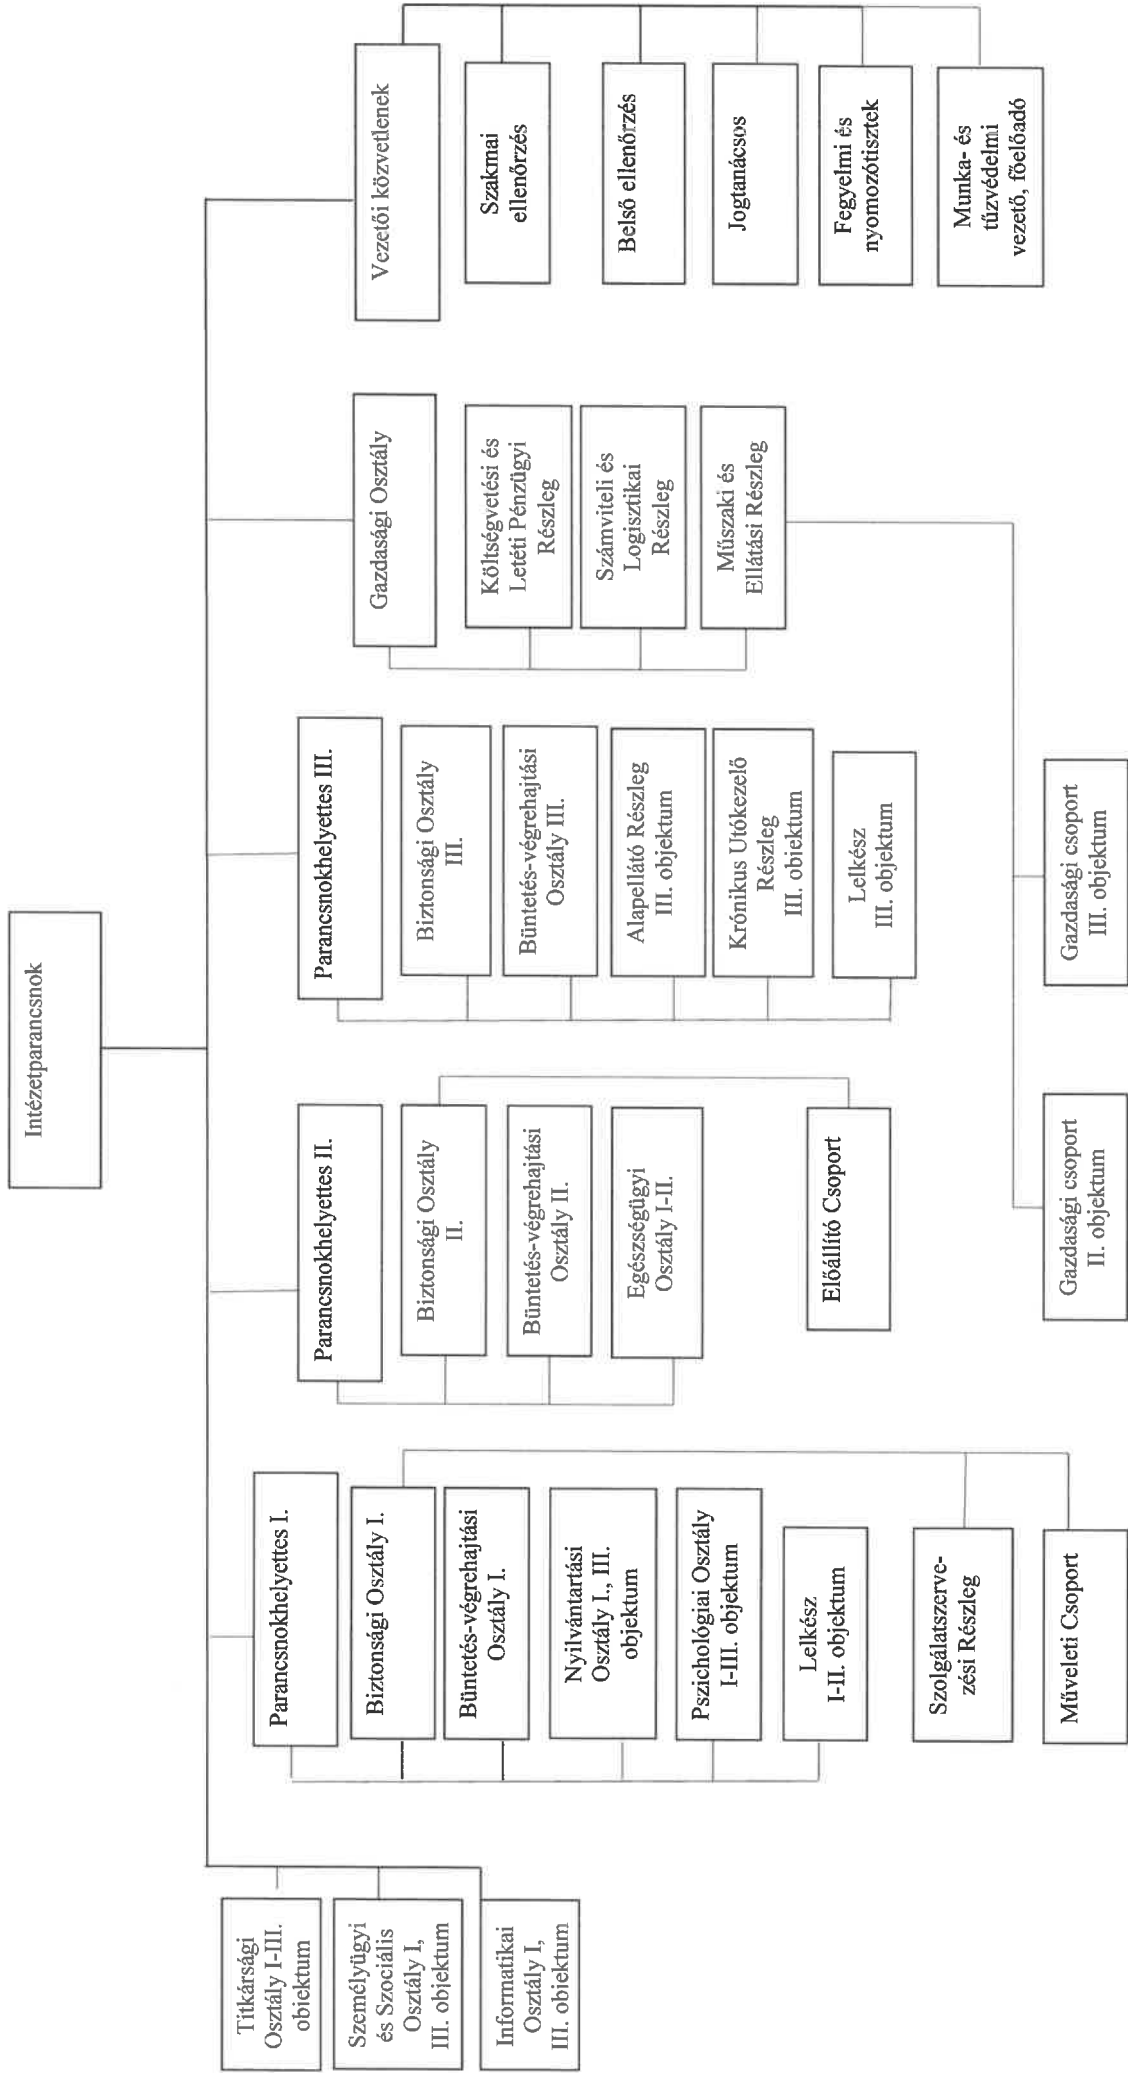 Intézetparancsnok
Titkársági
Osztály I-III.
obiektum
Személyügyi
és Szociális
Osztály I,
III. objektum
Informatikai
Osztály I,
III. obiektum
Parancsnokhelyettes I.
Biztonsági Osztály I.
Büntetés-végrehajtási
Osztály I.
Nyilvántartási
Osztály I., III.
objektum
Pszichológiai Osztály
I-III. objektum
Lelkész
I-II. objektum
Szolgálatszerve-
zési Részleg
Műveleti Csoport
Parancsnokhelyettes II.
Biztonsági Osztály
II.
Büntetés-végrehajtási
Osztály II.
Egészségügyi
Osztály I-II.
Előállító Csoport
Parancsnokhelyettes III.
Biztonsági Osztály
III.
Büntetés-végrehajtási
Osztály III.
Alapellátó Részleg
III. objektum
Krónikus Utókezelő
Részleg
III. obiektum
Lelkész
III. objektum
Gazdasági Osztály
Költségvetési és
Letéti Pénzügyi
Részleg
Számviteli és
Logisztikai
Részleg
Műszaki és
Ellátási Részleg
Gazdasági csoport
II. objektum
Gazdasági csoport
III. objektum
Vezetői közvetlenek
Szakmai
ellenőrzés
Belső ellenőrzés
Jogtanácsos
Fegyelmi és
nyomozótisztek
Munka- és
tűzvédelmi
vezető, főelőadó